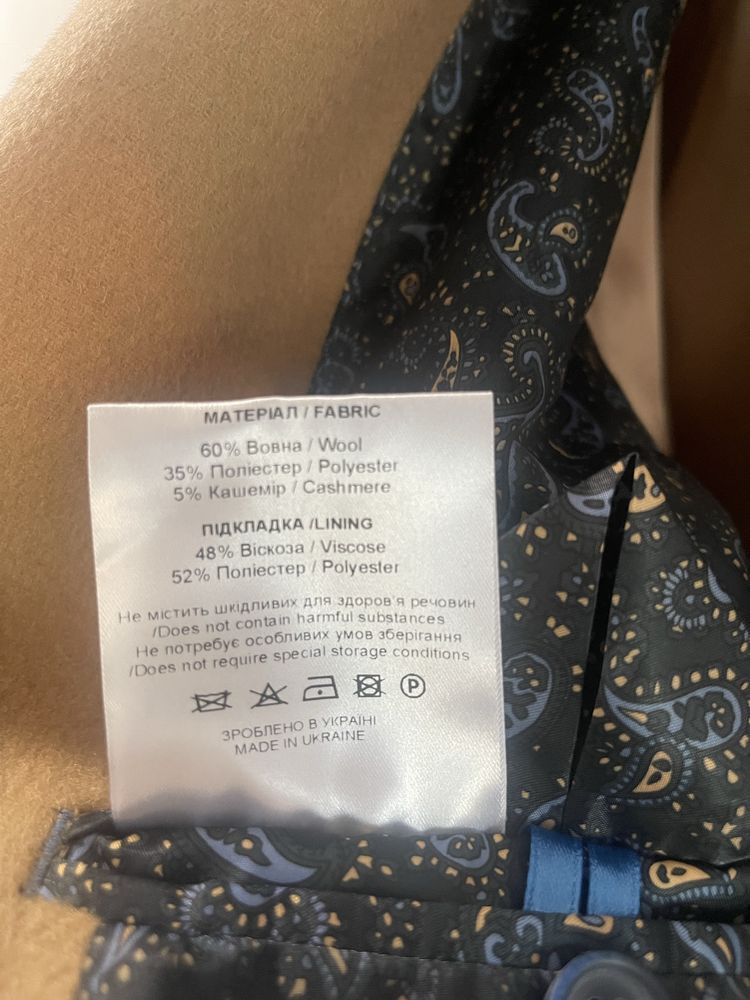 МАТЕРІАЛ / FABRIC
60% Вовна / Wool
35% Поліестер / Polyester
5% Кашемір / Cashmere
ПІДКЛАДКА /LINING
48% Віскоза / Viscose
52% Поліестер / Polyester
Не містить шкідливих для здоров'я речовин
/Does not contain harmful substances
Не потребує особливих умов зберігання
/Does not require special storage conditions
P
ЗРОБЛЕНО В УКРАЇНІ
MADE IN UKRAINE